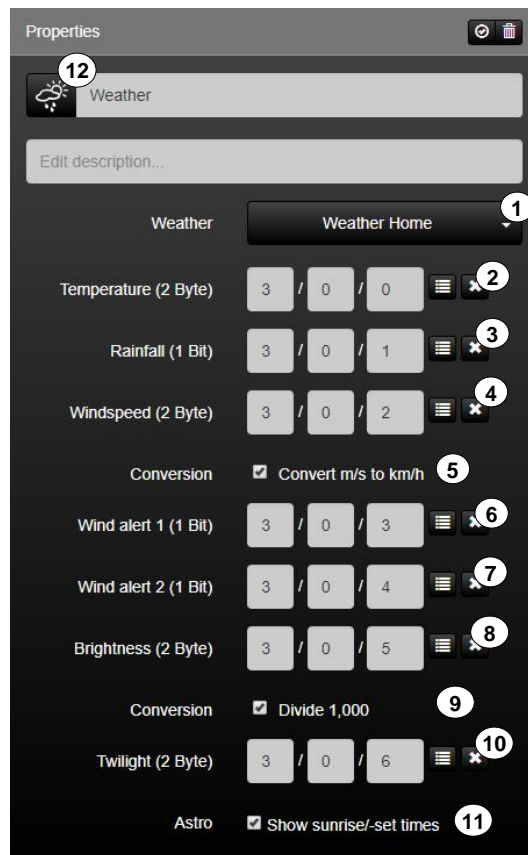 Properties
12
Weather
Edit description...
1
Weather Weather Home
Temperature (2 Byte) 3 / 0 / 0 2
Rainfall (1 Bit) 3 / 0 / 1 3
Windspeed (2 Byte) 3 / 0 / 2 4
Conversion Convert m/s to km/h 5
Wind alert 1 (1 Bit) 3 / 0 / 3 6
Wind alert 2 (1 Bit) 3 / 0 / 4 7
Brightness (2 Byte) 3 / 0 / 5 8
Conversion Divide 1,000 9
Twilight (2 Byte) 3 / 0 / 6 10
Astro Show sunrise/-set times 11